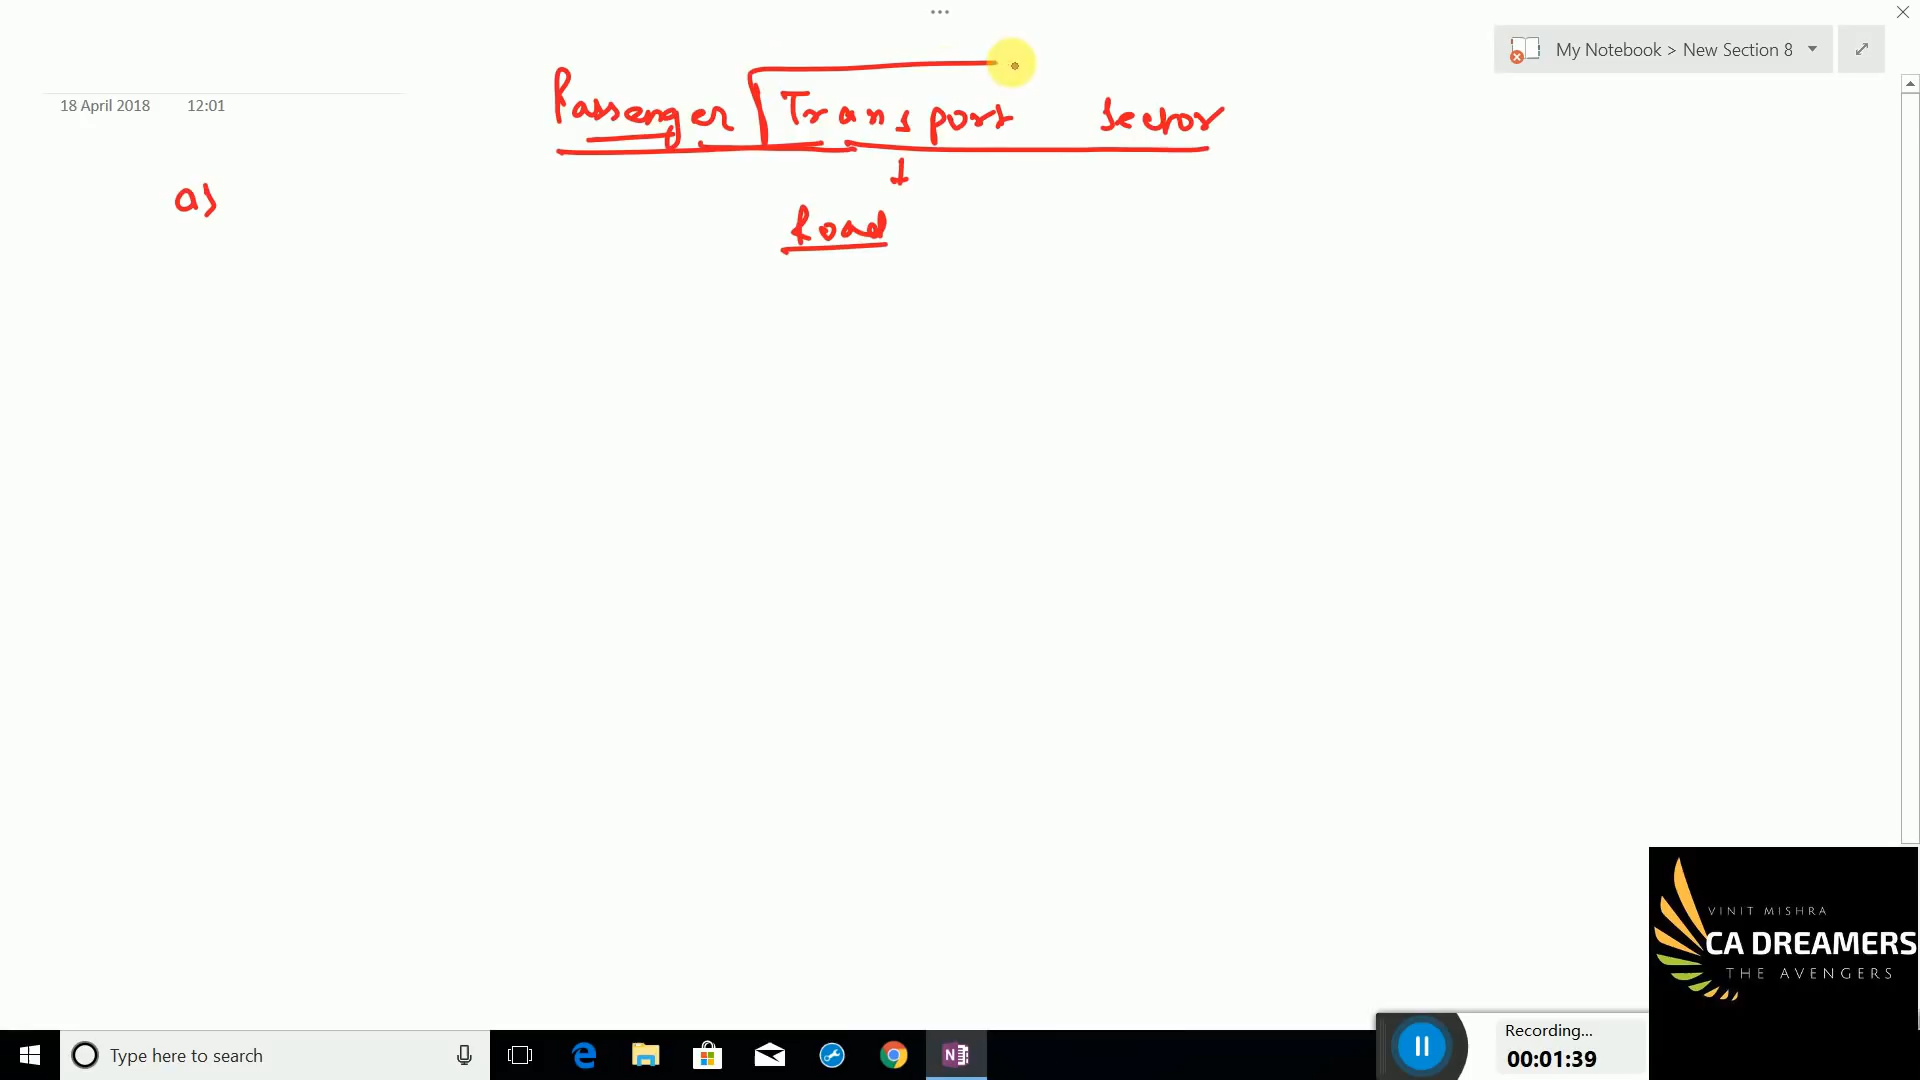 My Notebook > New Section 8
18 April 2018 12:01
Passenger Transport Sector
as
Road
VINIT MISHRA
CA DREAMERS
THE AVENGERS
Type here to search
N
Recording...
00:01:39